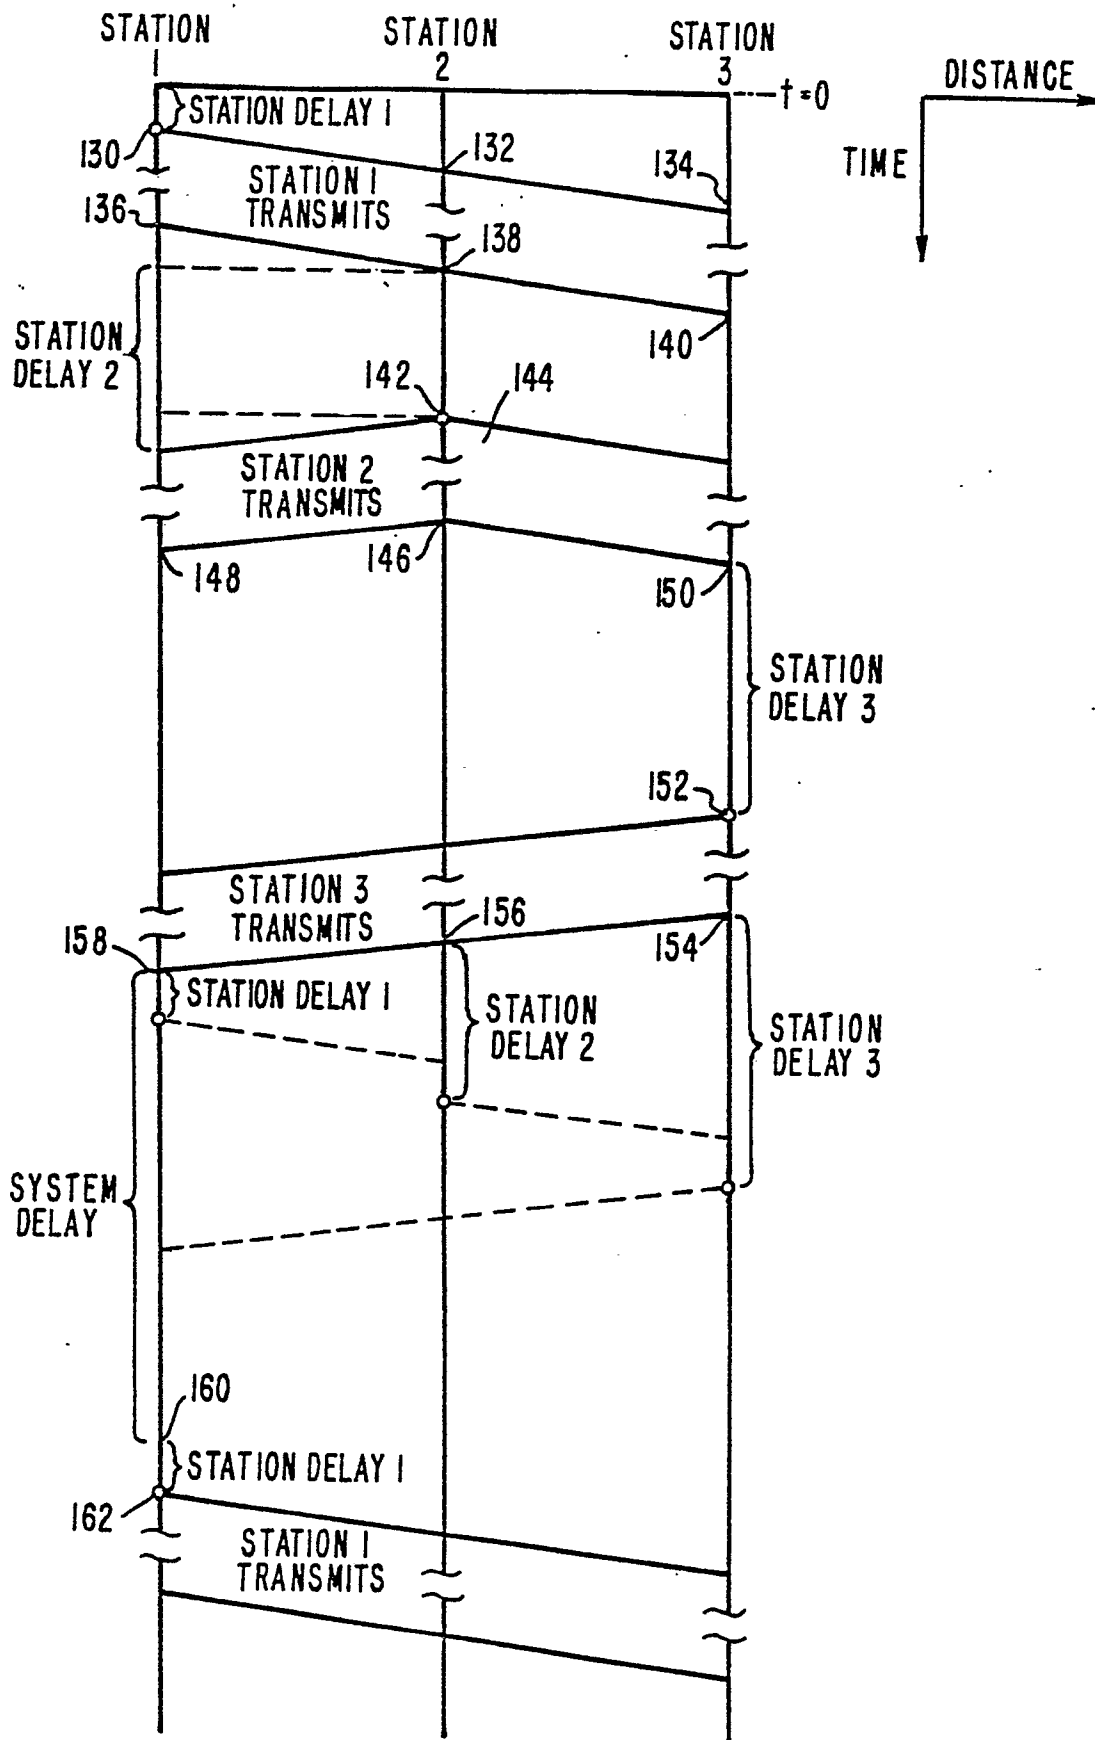 STATION
1
STATION
2
STATION
3
t=0
DISTANCE
TIME
STATION DELAY 1
130
132
134
STATION 1
TRANSMITS
136
138
STATION
DELAY 2
140
142
144
STATION 2
TRANSMITS
148
146
150
STATION
DELAY 3
152
STATION 3
TRANSMITS
156
154
158
STATION DELAY 1
STATION
DELAY 2
STATION
DELAY 3
SYSTEM
DELAY
160
STATION DELAY 1
162
STATION 1
TRANSMITS